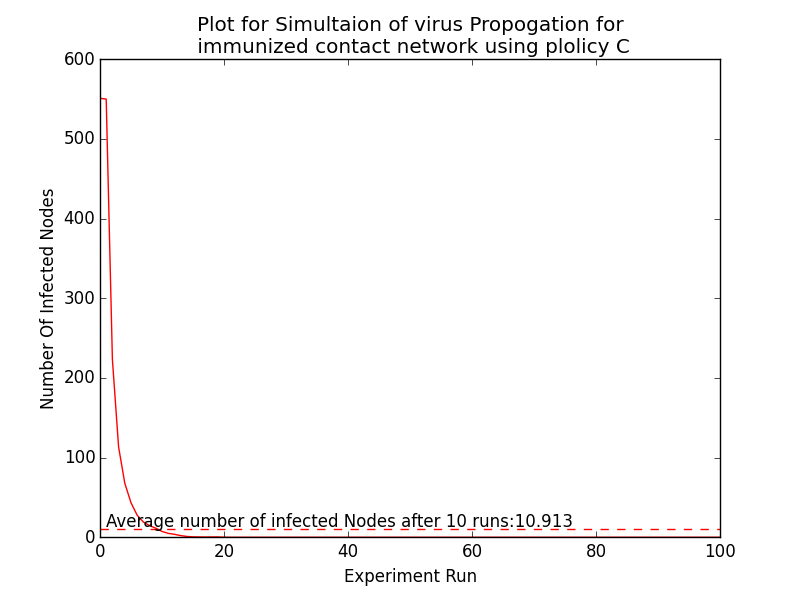 Plot for Simultaion of virus Propogation for
immunized contact network using plolicy C
600
500
400
300
200
100
0
Number Of Infected Nodes
Average number of infected Nodes after 10 runs:10.913
0 20 40 60 80 100
Experiment Run